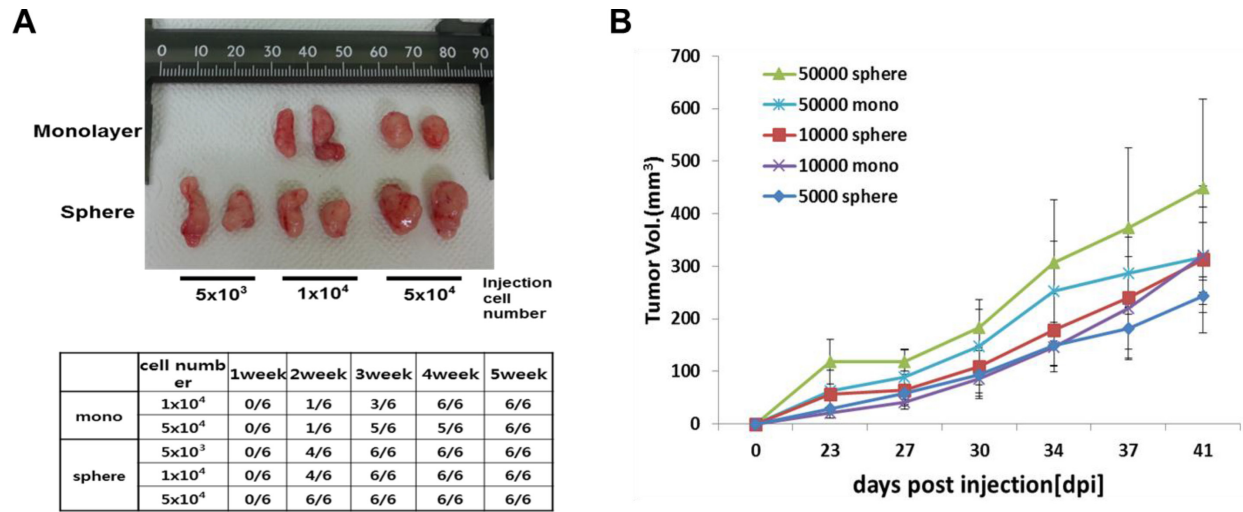 A
0 10 20 30 40 50 60 70 80 90
Monolayer
Sphere
5x10³ 1x10⁴ 5x10⁴
Injection
cell
number
cell numb
er 1week 2week 3week 4week 5week
mono 1x10⁴ 0/6 1/6 3/6 6/6 6/6
5x10⁴ 0/6 1/6 5/6 5/6 6/6
sphere 5x10³ 0/6 4/6 6/6 6/6 6/6
1x10⁴ 0/6 4/6 6/6 6/6 6/6
5x10⁴ 0/6 6/6 6/6 6/6 6/6
B
Tumor Vol.(mm³)
700
600
500
400
300
200
100
0
50000 sphere
50000 mono
10000 sphere
10000 mono
5000 sphere
0 23 27 30 34 37 41
days post injection[dpi]